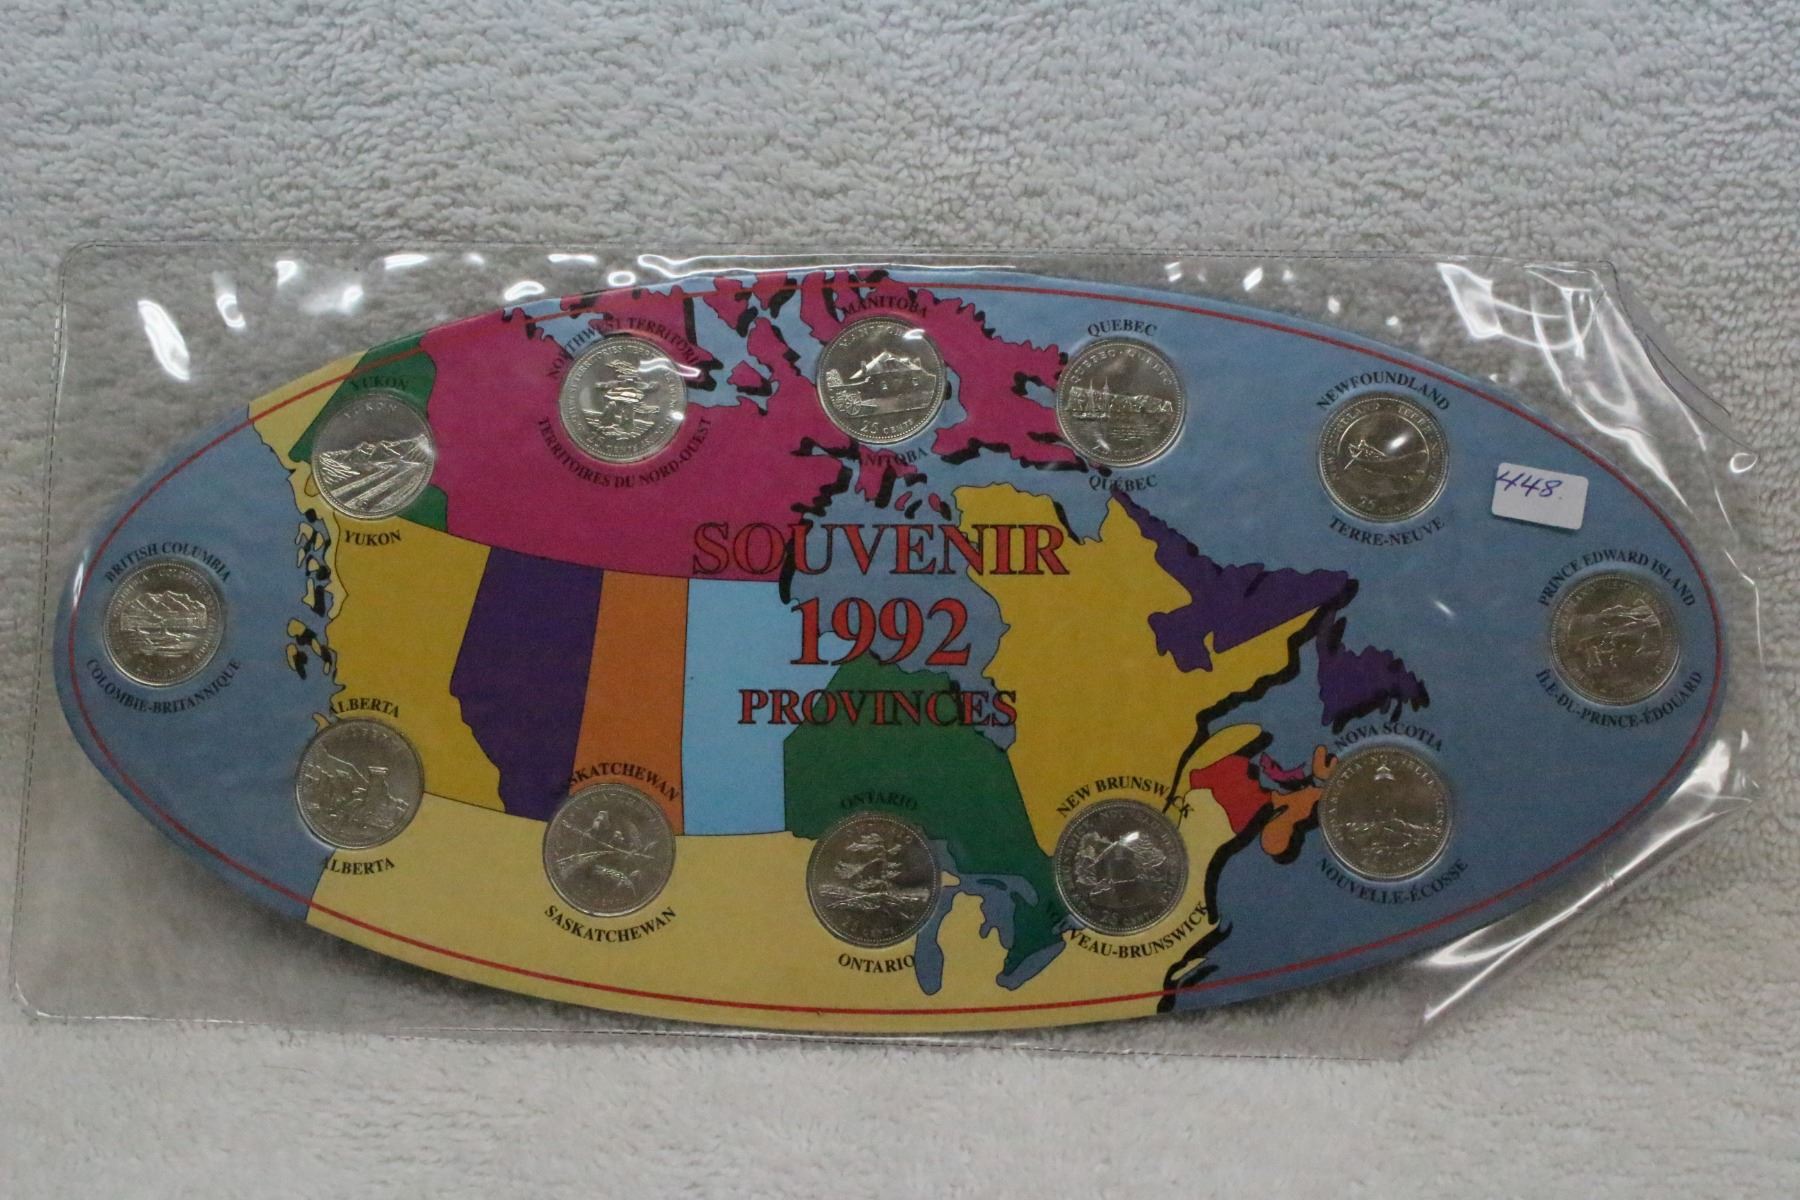 SOUVENIR
1992
PROVINCES
YUKON
YUKON
NORTHWEST TERRITORIES
TERRITOIRES DU NORD-OUEST
MANITOBA
MANITOBA
25 CENTS
QUEBEC
QUÉBEC
NEWFOUNDLAND
TERRE-NEUVE
448.
PRINCE EDWARD ISLAND
ÎLE-DU-PRINCE-ÉDOUARD
BRITISH COLUMBIA
COLOMBIE-BRITANNIQUE
ALBERTA
ALBERTA
SASKATCHEWAN
SASKATCHEWAN
ONTARIO
ONTARIO
NEW BRUNSWICK
NOUVEAU-BRUNSWICK
NOVA SCOTIA
NOUVELLE-ÉCOSSE